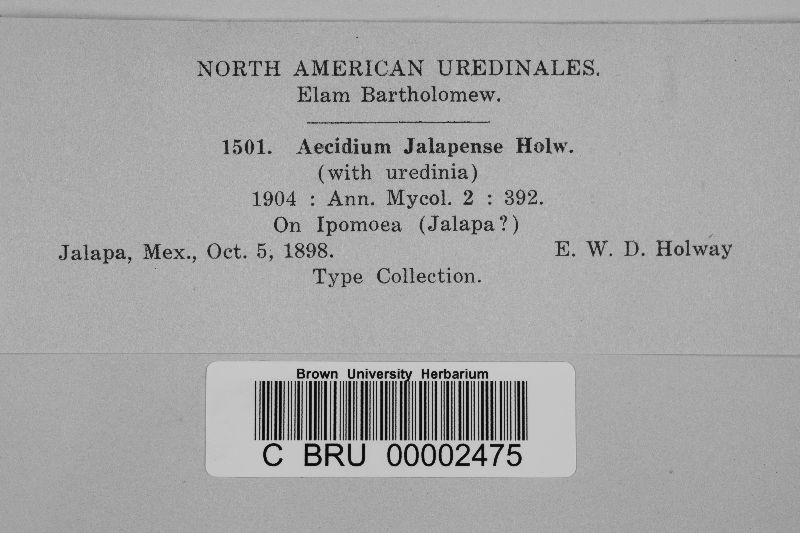 NORTH AMERICAN UREDINALES.
Elam Bartholomew.
1501. Aecidium Jalapense Holw.
(with uredinia)
1904 : Ann. Mycol. 2 : 392.
On Ipomoea (Jalapa?)
Jalapa, Mex., Oct. 5, 1898. E. W. D. Holway
Type Collection.
Brown University Herbarium
C BRU 00002475